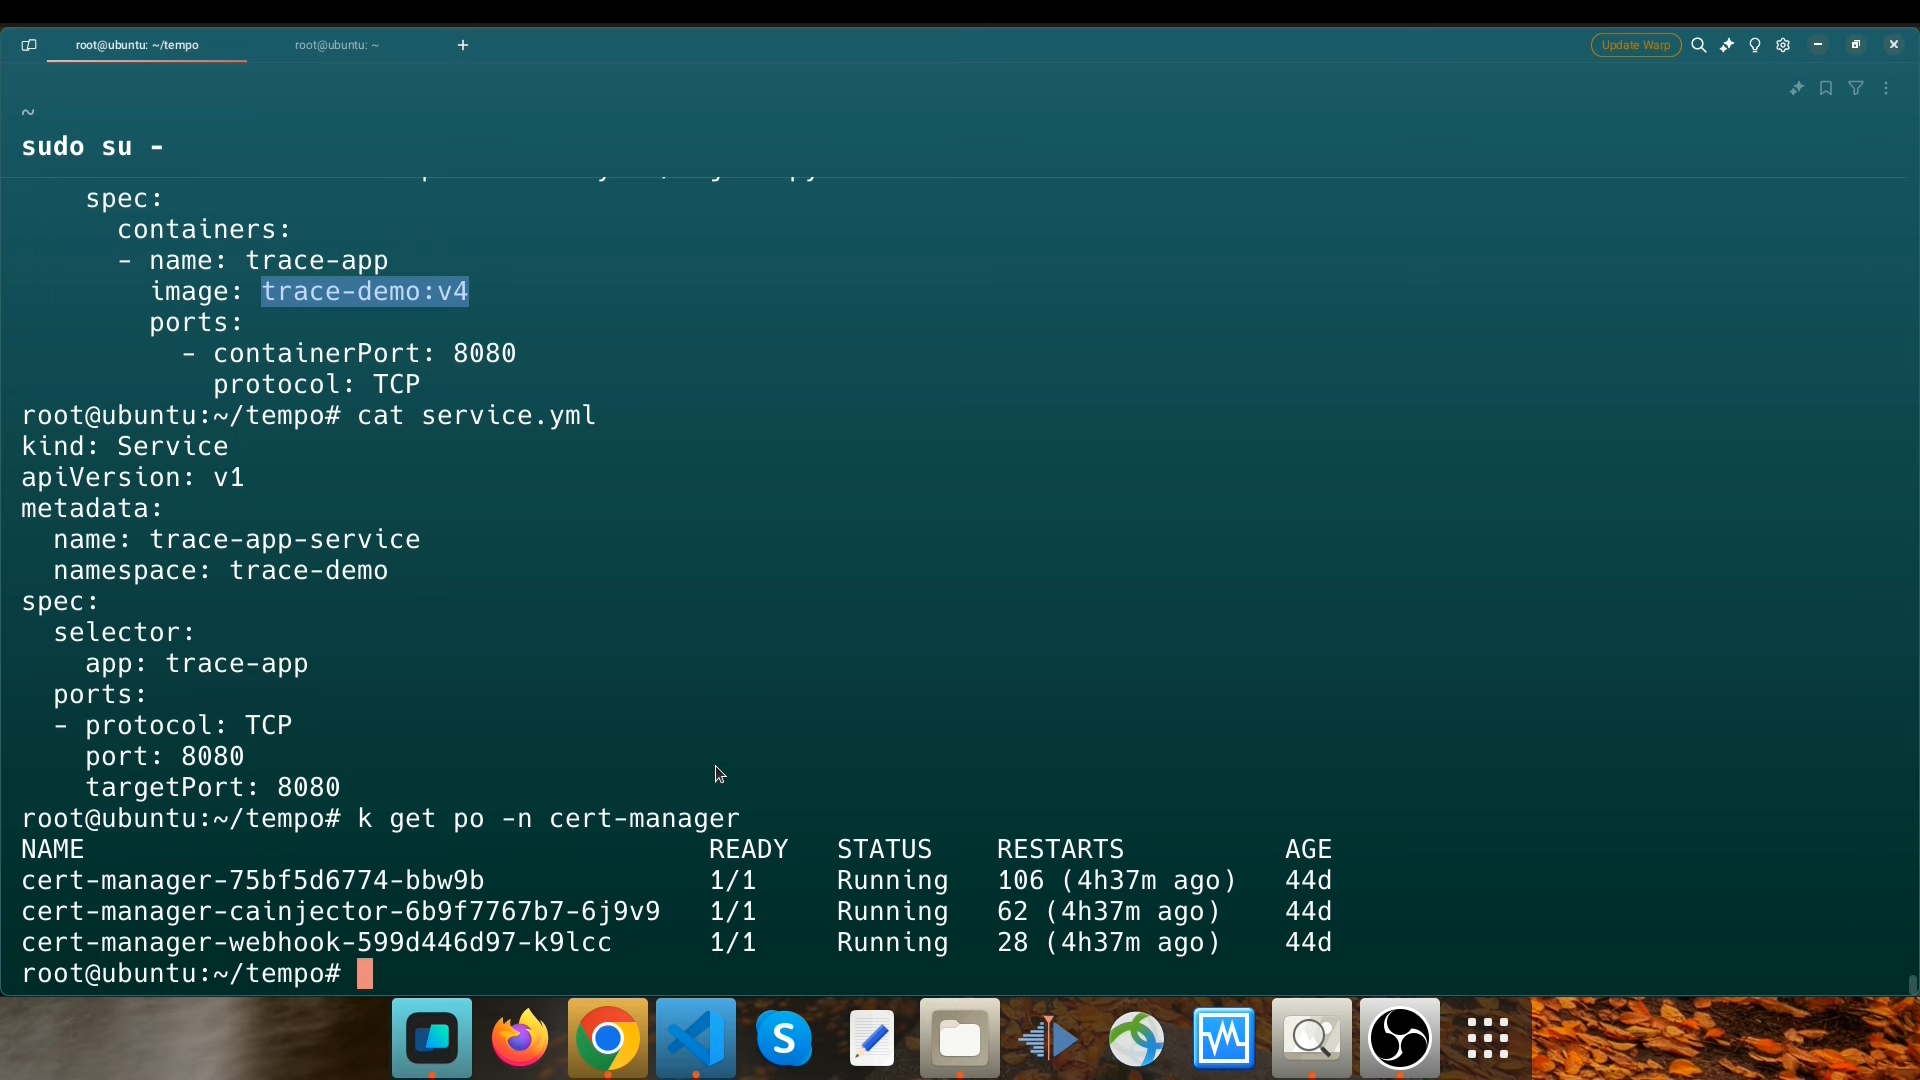 root@ubuntu: ~/tempo
root@ubuntu: ~
+
Update Warp
~
sudo su -
spec:
containers:
- name: trace-app
image: trace-demo:v4
ports:
- containerPort: 8080
protocol: TCP
root@ubuntu:~/tempo# cat service.yml
kind: Service
apiVersion: v1
metadata:
name: trace-app-service
namespace: trace-demo
spec:
selector:
app: trace-app
ports:
- protocol: TCP
port: 8080
targetPort: 8080
root@ubuntu:~/tempo# k get po -n cert-manager
NAME READY STATUS RESTARTS AGE
cert-manager-75bf5d6774-bbw9b 1/1 Running 106 (4h37m ago) 44d
cert-manager-cainjector-6b9f7767b7-6j9v9 1/1 Running 62 (4h37m ago) 44d
cert-manager-webhook-599d446d97-k9lcc 1/1 Running 28 (4h37m ago) 44d
root@ubuntu:~/tempo#
S